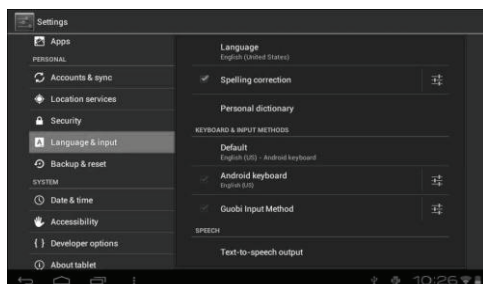 Settings
Apps
PERSONAL
Accounts & sync
Location services
Security
A Language & input
Backup & reset
SYSTEM
Date & time
Accessibility
{ } Developer options
About tablet
Language
English (United States)
Spelling correction
Personal dictionary
KEYBOARD & INPUT METHODS
Default
English (US) - Android keyboard
Android keyboard
English (US)
Guobi Input Method
SPEECH
Text-to-speech output
10:26